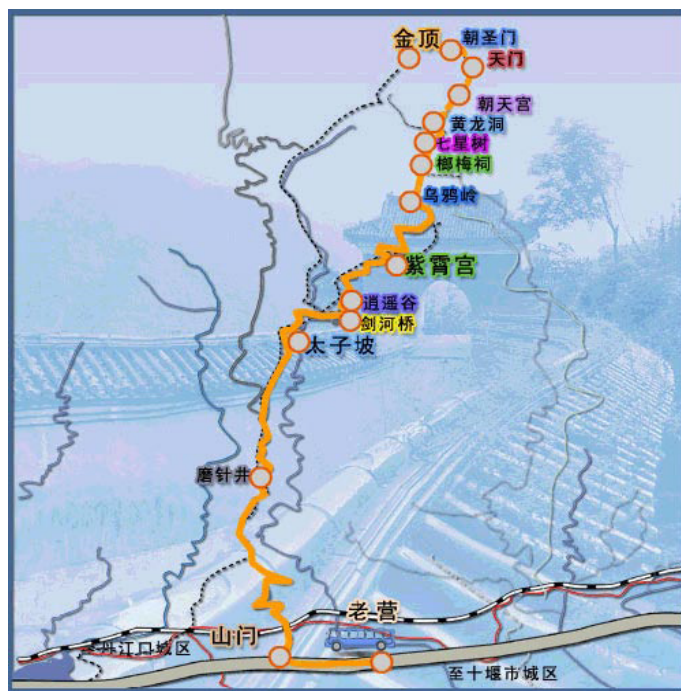 金顶
朝圣门
天门
朝天宫
黄龙洞
七星树
榔梅祠
乌鸦岭
紫霄宫
逍遥谷
剑河桥
太子坡
磨针井
老营
山门
至丹江口城区
至十堰市城区